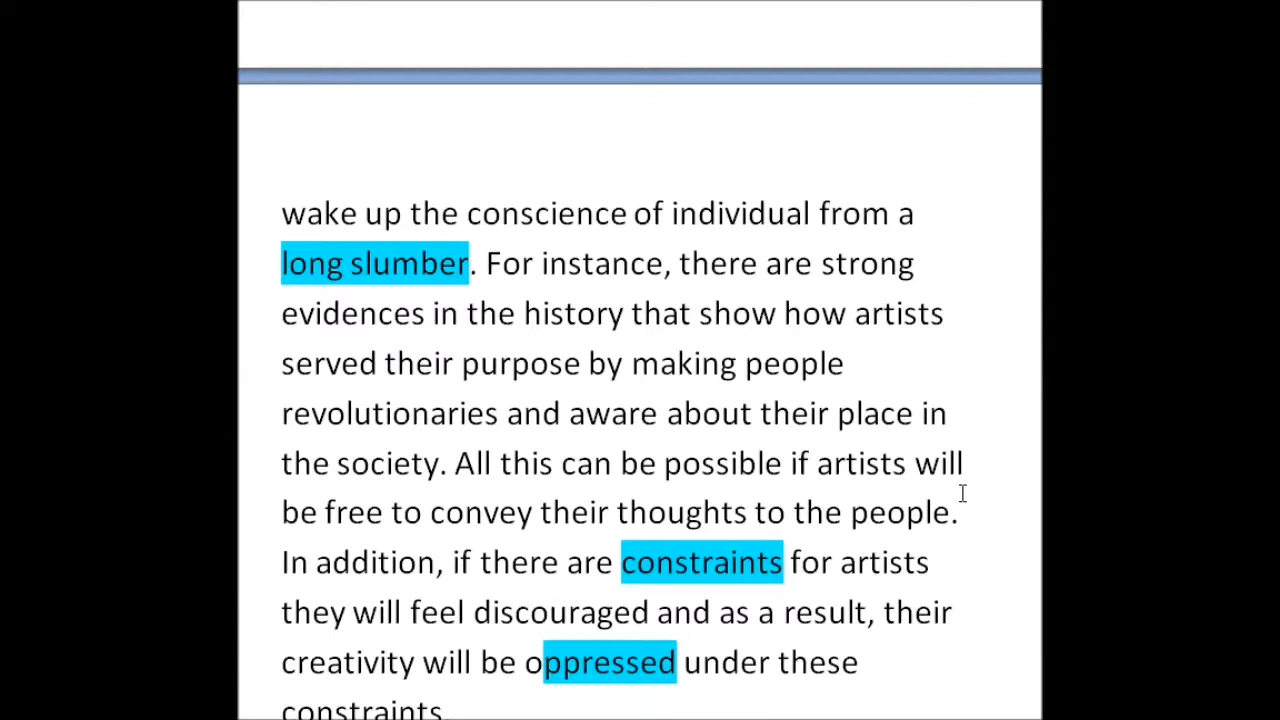 wake up the conscience of individual from a
long slumber. For instance, there are strong
evidences in the history that show how artists
served their purpose by making people
revolutionaries and aware about their place in
the society. All this can be possible if artists will
be free to convey their thoughts to the people.
In addition, if there are constraints for artists
they will feel discouraged and as a result, their
creativity will be oppressed under these
constraints.